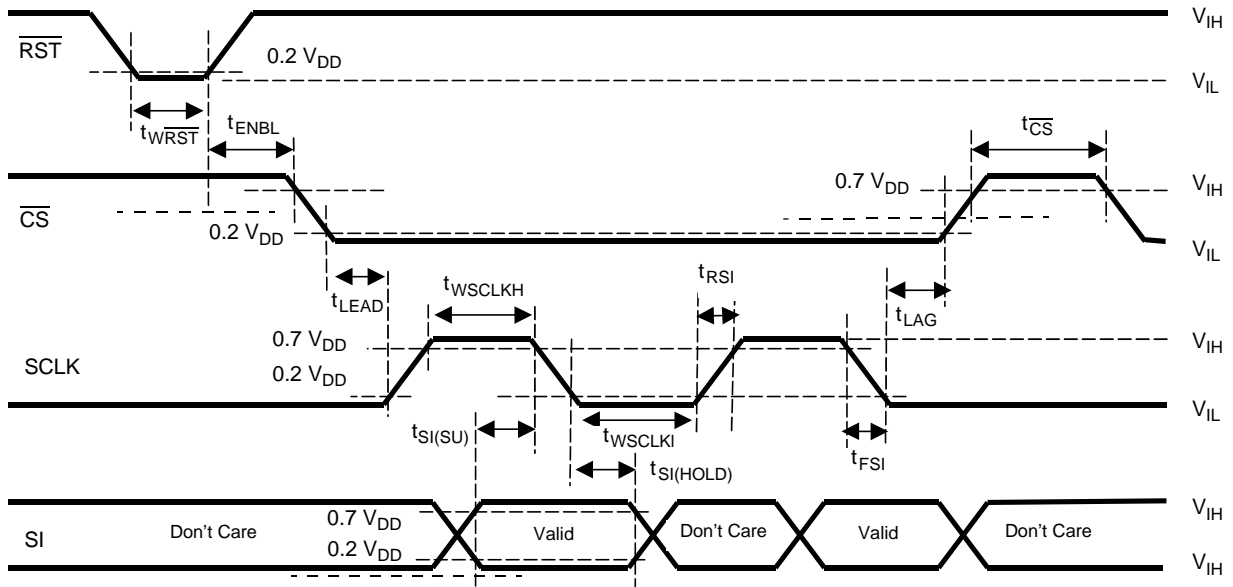 V_IH
RST
0.2 V_DD
V_IL
t_WRST
t_ENBL
t_CS
0.7 V_DD
V_IH
CS
0.2 V_DD
V_IL
t_LEAD
t_WSCLKH
t_RSI
t_LAG
0.7 V_DD
V_IH
SCLK
0.2 V_DD
V_IL
t_SI(SU)
t_WSCLKI
t_FSI
t_SI(HOLD)
V_IH
0.7 V_DD
SI
Don't Care
Valid
Don't Care
Valid
Don't Care
0.2 V_DD
V_IH